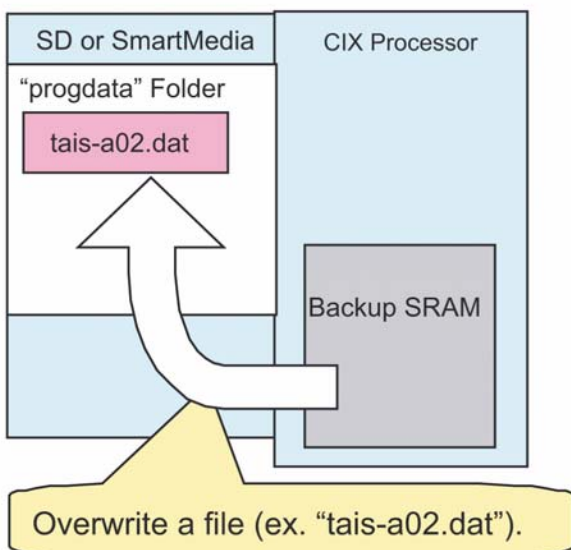 SD or SmartMedia
CIX Processor
“progdata” Folder
tais-a02.dat
Backup SRAM
Overwrite a file (ex. “tais-a02.dat”).